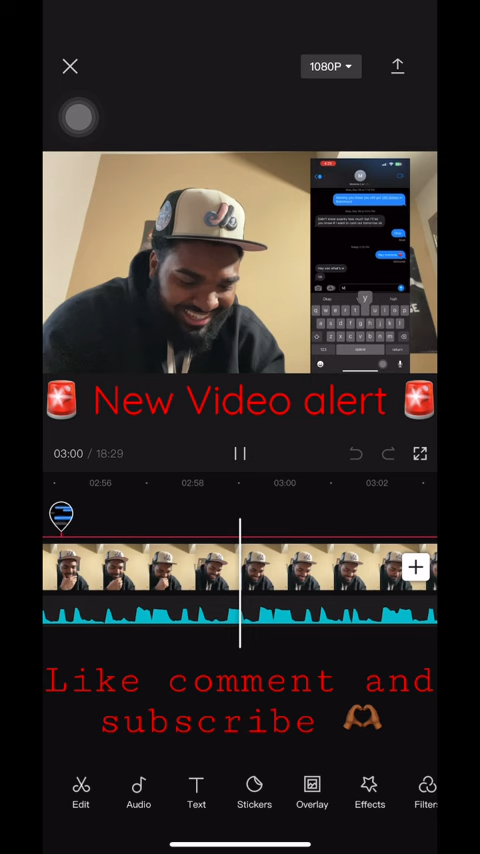 1080P
🚨 New Video alert 🚨
03:00 / 18:29
02:56
02:58
03:00
03:02
Like comment and
subscribe 🫶🏾
Edit
Audio
Text
Stickers
Overlay
Effects
Filter